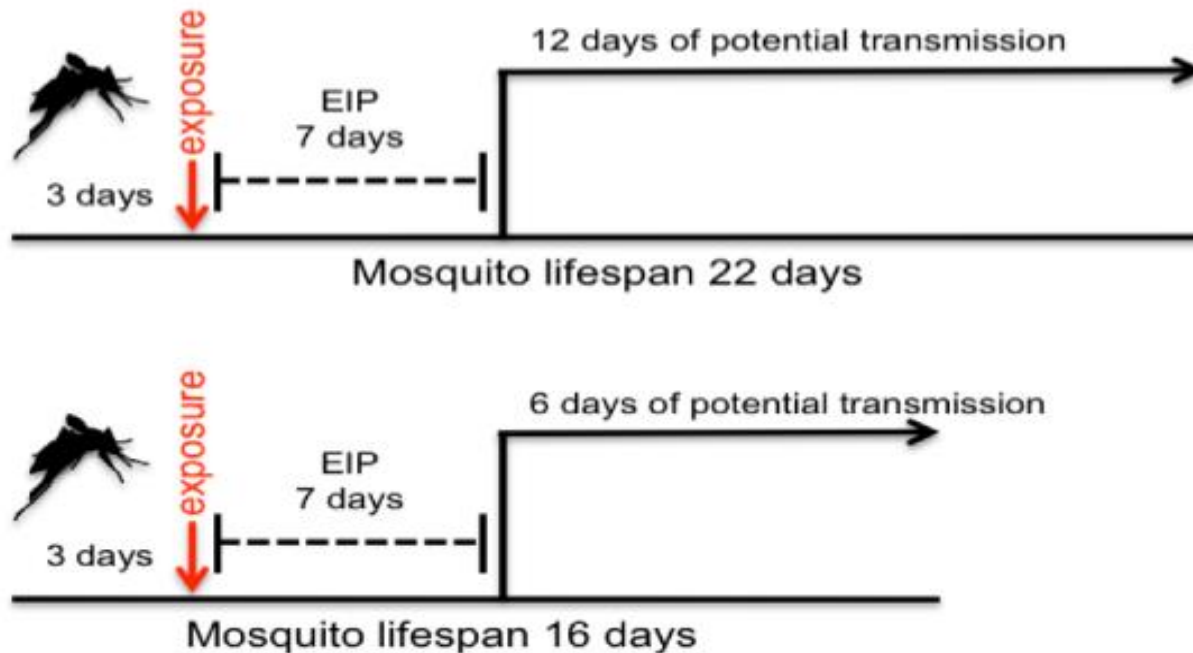 12 days of potential transmission
exposure
EIP
7 days
3 days
Mosquito lifespan 22 days
6 days of potential transmission
exposure
EIP
7 days
3 days
Mosquito lifespan 16 days